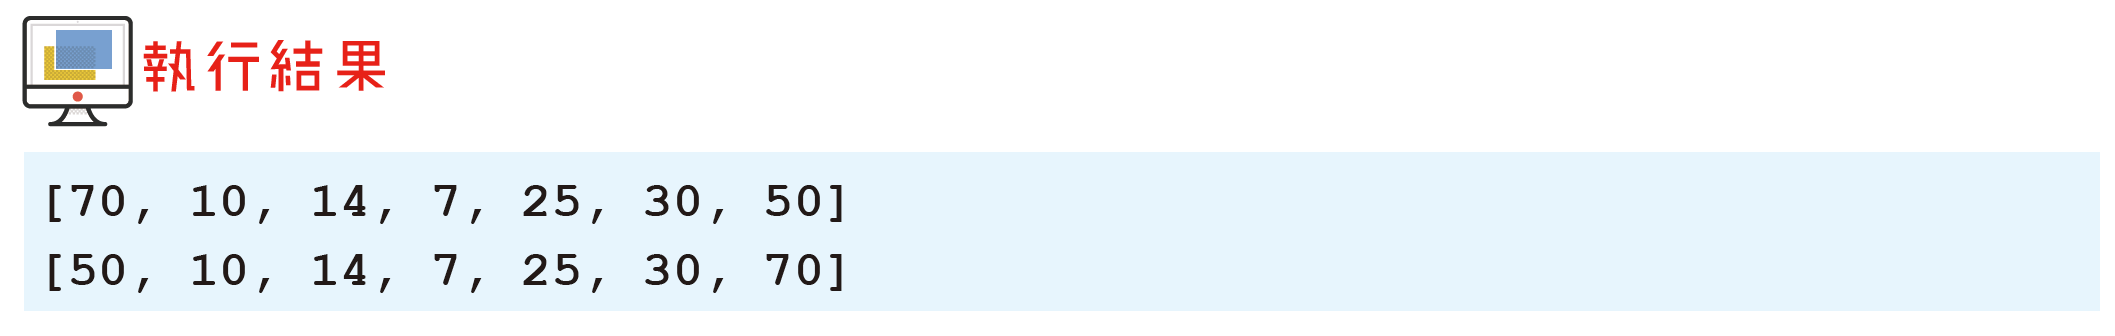 執行結果
[70, 10, 14, 7, 25, 30, 50]
[50, 10, 14, 7, 25, 30, 70]